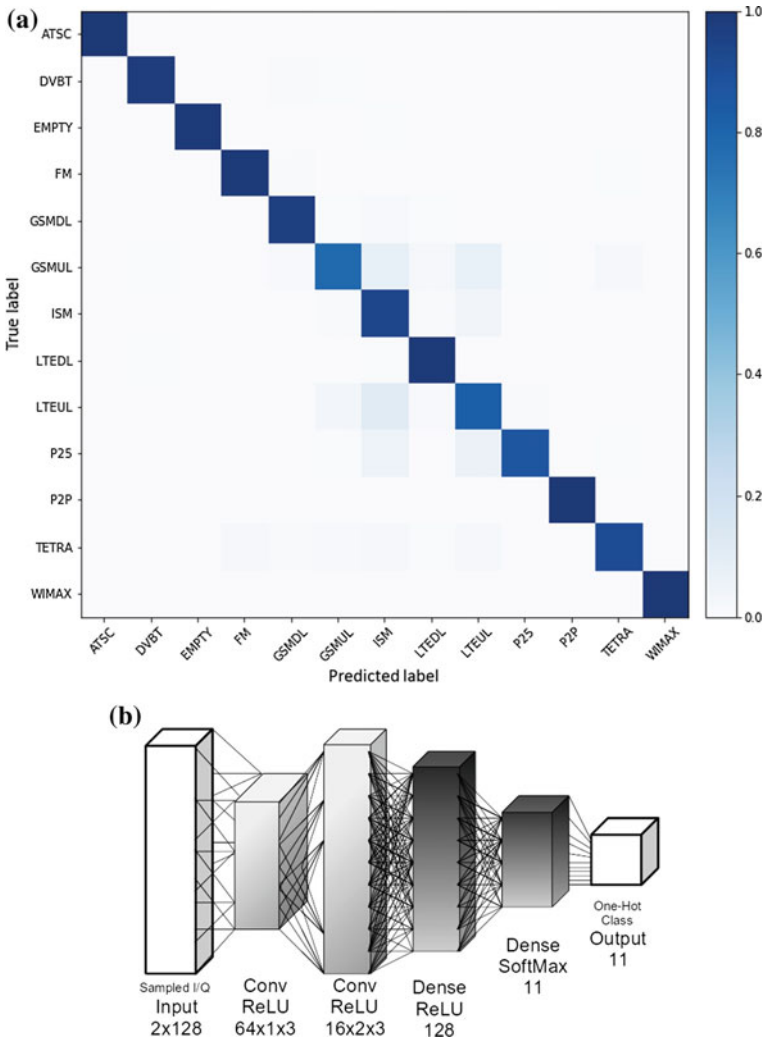 (a)
ATSC
DVBT
EMPTY
FM
GSMDL
GSMUL
ISM
LTEDL
LTEUL
P25
P2P
TETRA
WIMAX
True label
ATSC
DVBT
EMPTY
FM
GSMDL
GSMUL
ISM
LTEDL
LTEUL
P25
P2P
TETRA
WIMAX
Predicted label
1.0
0.8
0.6
0.4
0.2
0.0
(b)
Sampled I/Q
Input
2x128
Conv
ReLU
64x1x3
Conv
ReLU
16x2x3
Dense
ReLU
128
Dense
SoftMax
11
One-Hot
Class
Output
11